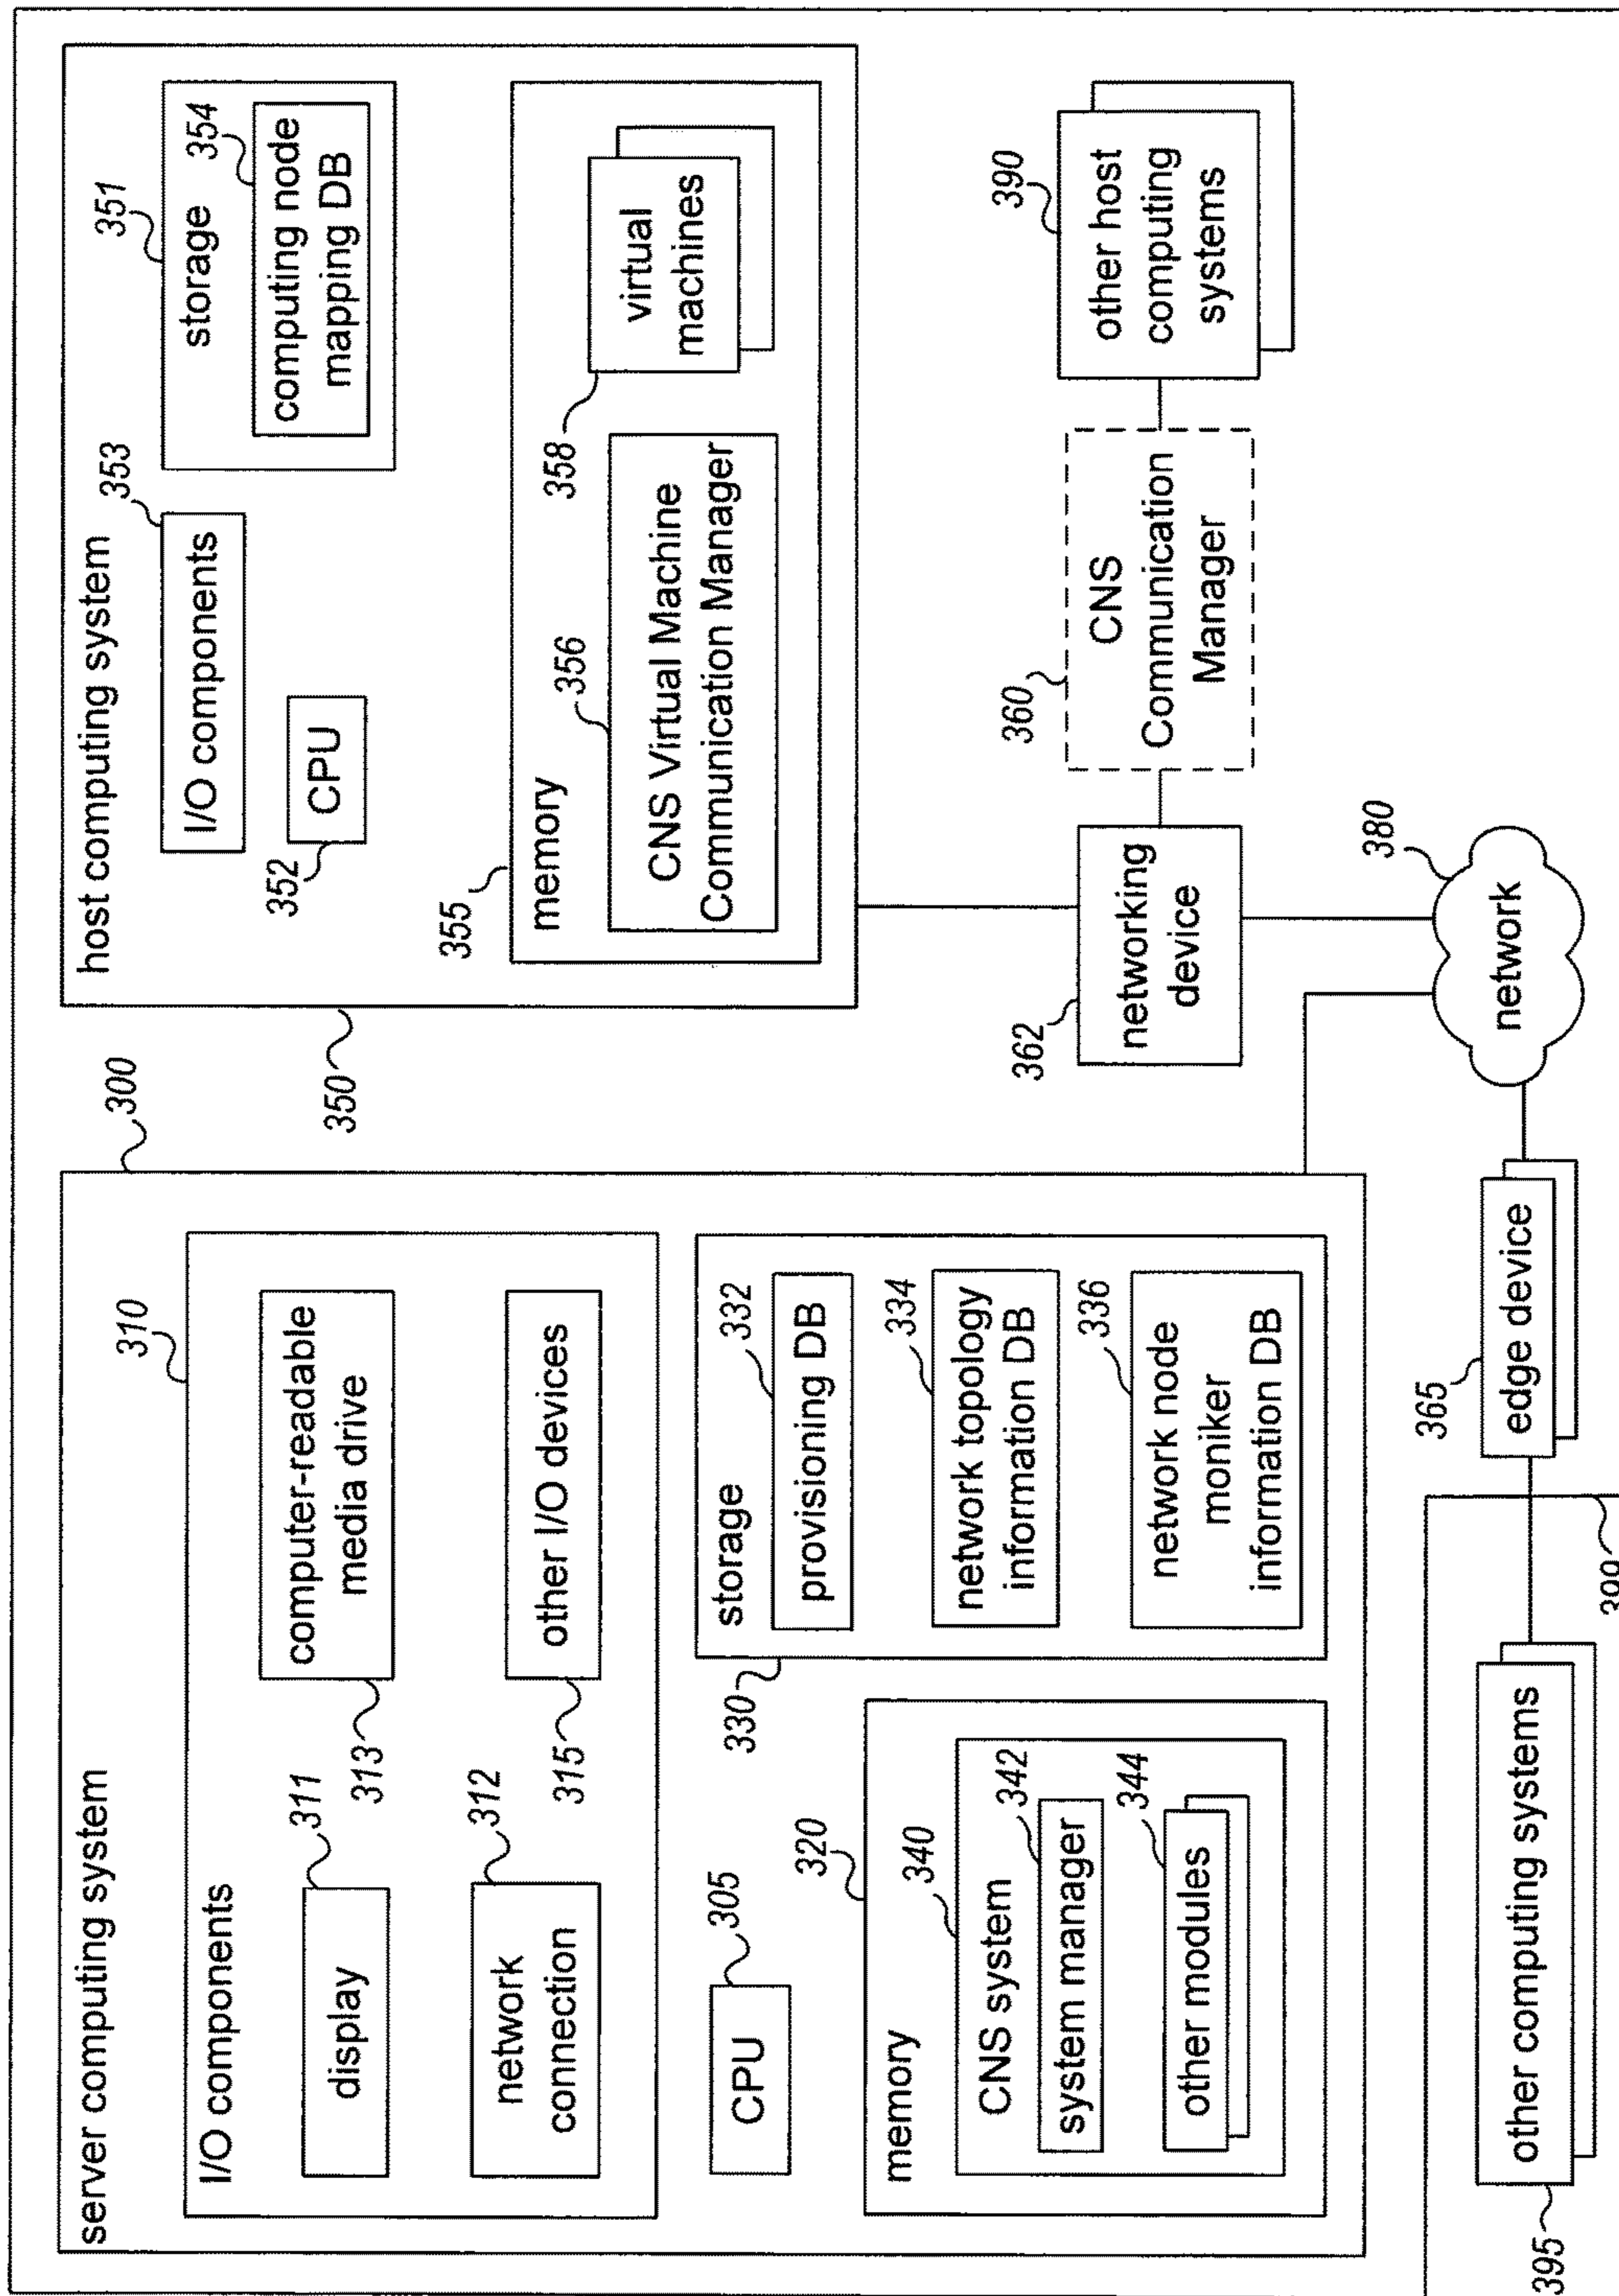 server computing system
300
I/O components
310
display
311
computer-readable
media drive
313
network
connection
312
other I/O devices
315
CPU
305
memory
320
CNS system
340
system manager
342
other modules
344
storage
330
provisioning DB
332
network topology
information DB
334
network node
moniker
information DB
336
host computing system
350
I/O components
353
CPU
352
storage
351
computing node
mapping DB
354
memory
355
CNS Virtual Machine
Communication Manager
356
virtual
machines
358
networking
device
362
CNS
Communication
Manager
360
other host
computing
systems
390
network
380
edge device
365
other computing systems
395